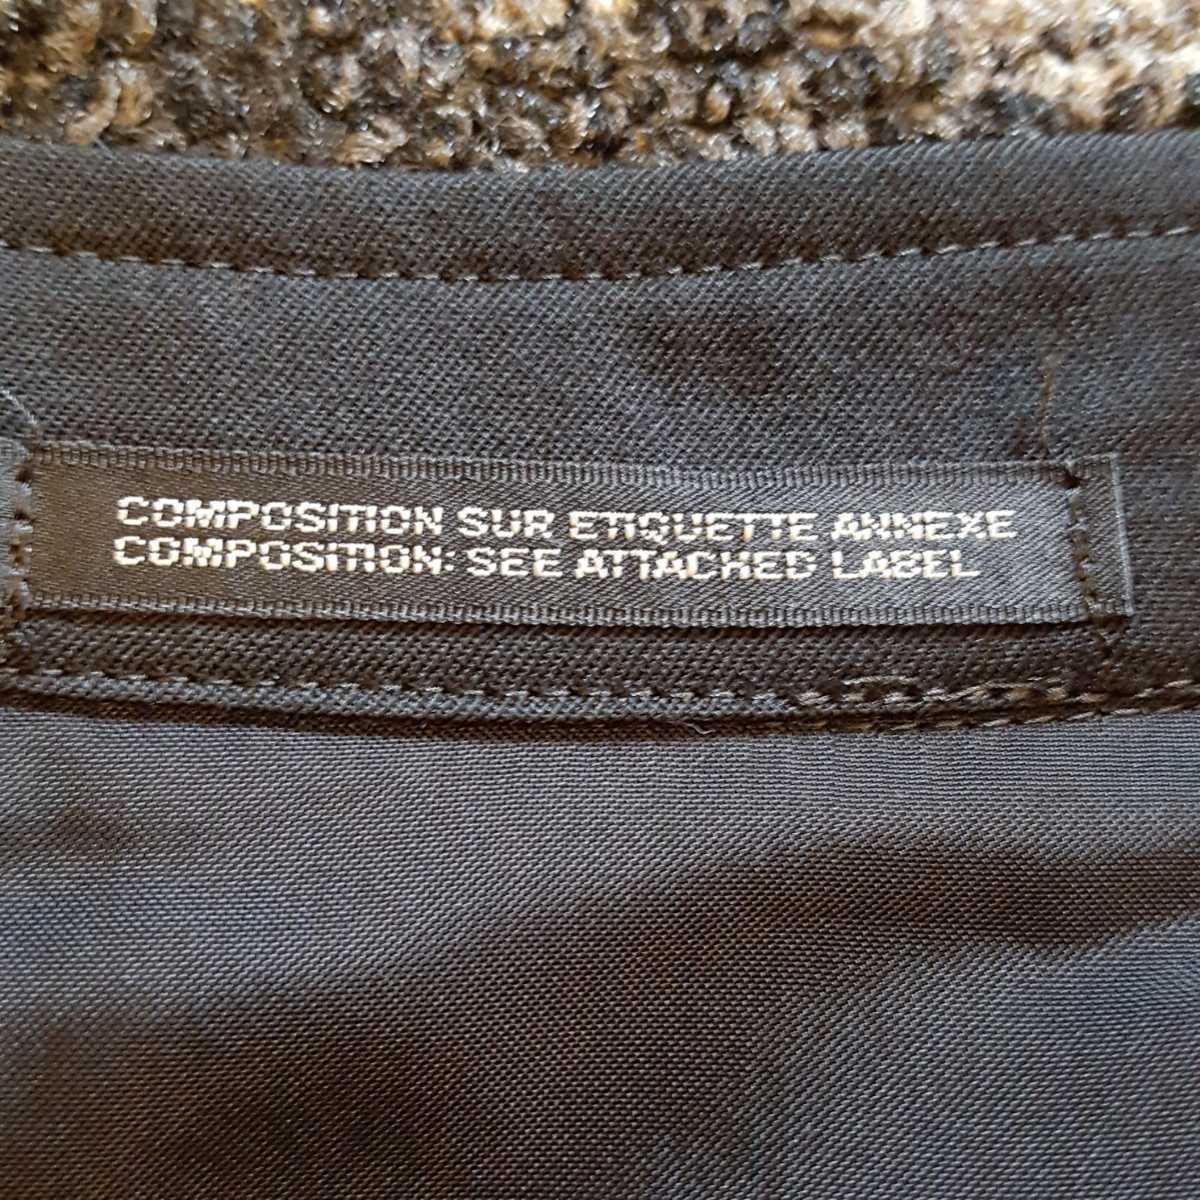 COMPOSITION SUR ETIQUETTE ANNEXE
COMPOSITION: SEE ATTACHED LABEL